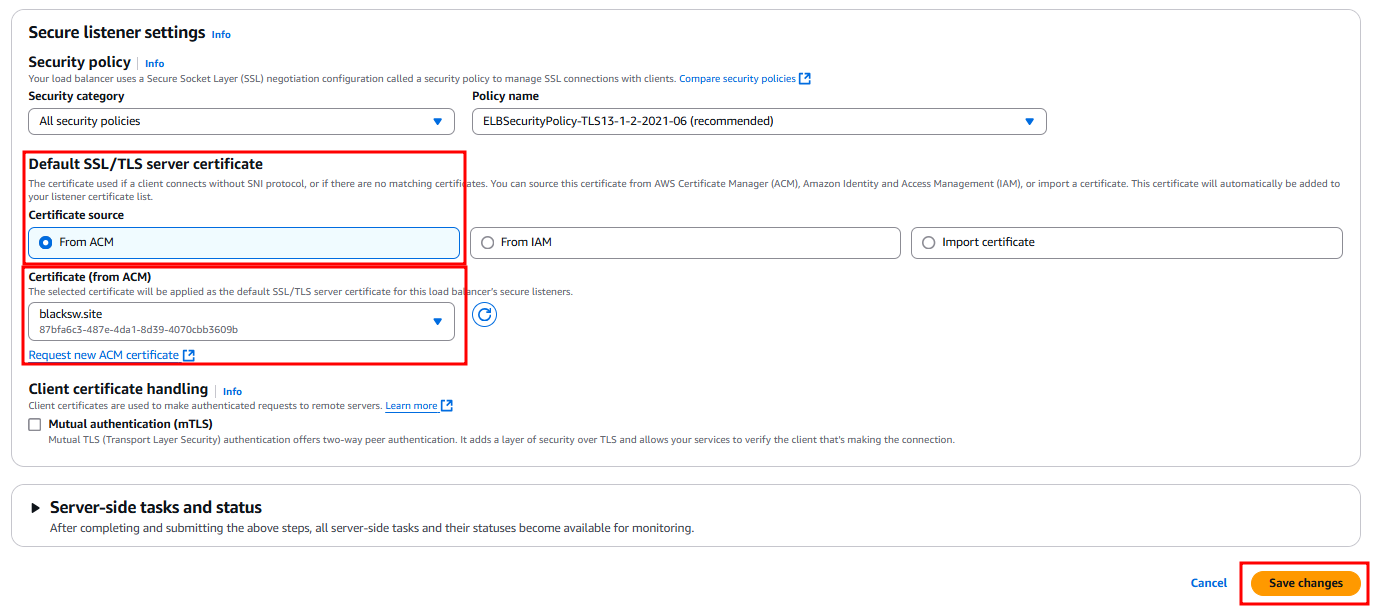 Secure listener settings Info
Security policy Info
Your load balancer uses a Secure Socket Layer (SSL) negotiation configuration called a security policy to manage SSL connections with clients. Compare security policies
Security category Policy name
All security policies ELBSecurityPolicy-TLS13-1-2-2021-06 (recommended)
Default SSL/TLS server certificate
The certificate used if a client connects without SNI protocol, or if there are no matching certificates. You can source this certificate from AWS Certificate Manager (ACM), Amazon Identity and Access Management (IAM), or import a certificate. This certificate will automatically be added to
your listener certificate list.
Certificate source
From ACM From IAM Import certificate
Certificate (from ACM)
The selected certificate will be applied as the default SSL/TLS server certificate for this load balancer's secure listeners.
blacksw.site
87bfa6c3-487e-4da1-8d39-4070cbb3609b
Request new ACM certificate
Client certificate handling Info
Client certificates are used to make authenticated requests to remote servers. Learn more
Mutual authentication (mTLS)
Mutual TLS (Transport Layer Security) authentication offers two-way peer authentication. It adds a layer of security over TLS and allows your services to verify the client that's making the connection.
Server-side tasks and status
After completing and submitting the above steps, all server-side tasks and their statuses become available for monitoring.
Cancel Save changes